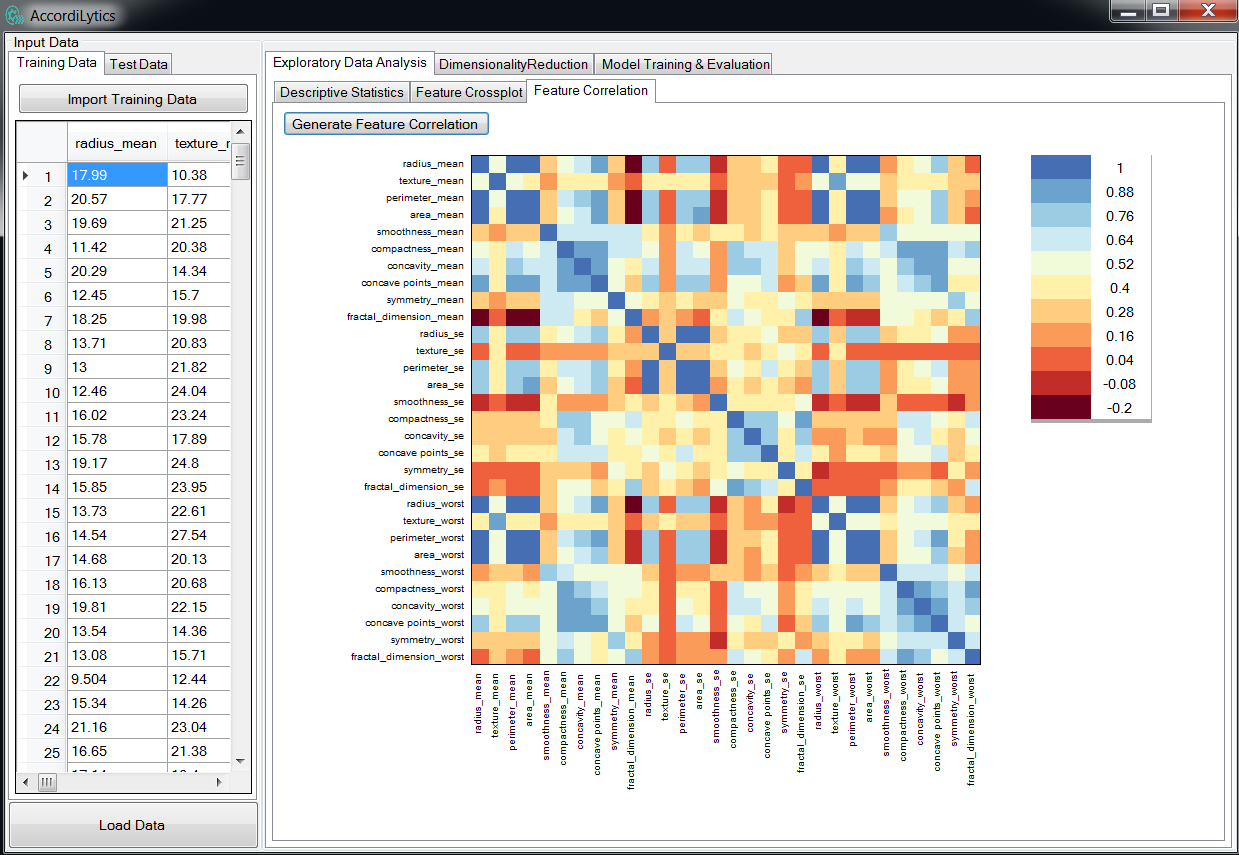 AccordiLytics
Input Data
Training Data Test Data
Import Training Data
radius_mean texture_r
1 17.99 10.38
2 20.57 17.77
3 19.69 21.25
4 11.42 20.38
5 20.29 14.34
6 12.45 15.7
7 18.25 19.98
8 13.71 20.83
9 13 21.82
10 12.46 24.04
11 16.02 23.24
12 15.78 17.89
13 19.17 24.8
14 15.85 23.95
15 13.73 22.61
16 14.54 27.54
17 14.68 20.13
18 16.13 20.68
19 19.81 22.15
20 13.54 14.36
21 13.08 15.71
22 9.504 12.44
23 15.34 14.26
24 21.16 23.04
25 16.65 21.38
Load Data
Exploratory Data Analysis DimensionalityReduction Model Training & Evaluation
Descriptive Statistics Feature Crossplot Feature Correlation
Generate Feature Correlation
radius_mean
texture_mean
perimeter_mean
area_mean
smoothness_mean
compactness_mean
concavity_mean
concave points_mean
symmetry_mean
fractal_dimension_mean
radius_se
texture_se
perimeter_se
area_se
smoothness_se
compactness_se
concavity_se
concave points_se
symmetry_se
fractal_dimension_se
radius_worst
texture_worst
perimeter_worst
area_worst
smoothness_worst
compactness_worst
concavity_worst
concave points_worst
symmetry_worst
fractal_dimension_worst
radius_mean
texture_mean
perimeter_mean
area_mean
smoothness_mean
compactness_mean
concavity_mean
concave points_mean
symmetry_mean
fractal_dimension_mean
radius_se
texture_se
perimeter_se
area_se
smoothness_se
compactness_se
concavity_se
concave points_se
symmetry_se
fractal_dimension_se
radius_worst
texture_worst
perimeter_worst
area_worst
smoothness_worst
compactness_worst
concavity_worst
concave points_worst
symmetry_worst
fractal_dimension_worst
1
0.88
0.76
0.64
0.52
0.4
0.28
0.16
0.04
-0.08
-0.2